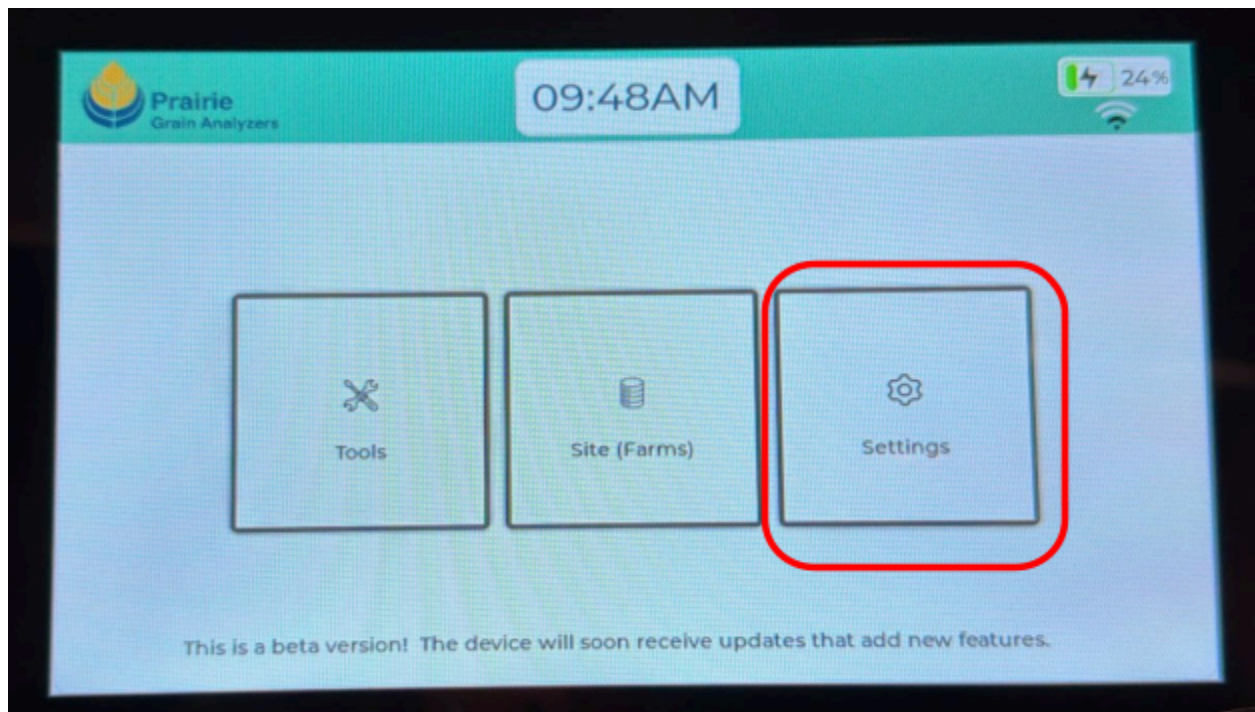 Prairie
Grain Analyzers
09:48AM
24%
Tools
Site (Farms)
Settings
This is a beta version! The device will soon receive updates that add new features.